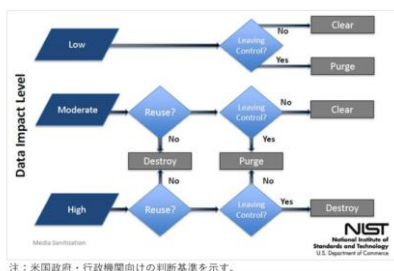 Data Impact Level
Low
Leaving
Control?
No
Clear
Yes
Purge
Moderate
Reuse?
Leaving
Control?
No
Clear
No
Yes
Destroy
Purge
No
No
High
Reuse?
Leaving
Control?
Yes
Destroy
Media Sanitization
NIST
National Institute of
Standards and Technology
U.S. Department of Commerce
注：米国政府・行政機関向けの判断基準を示す。